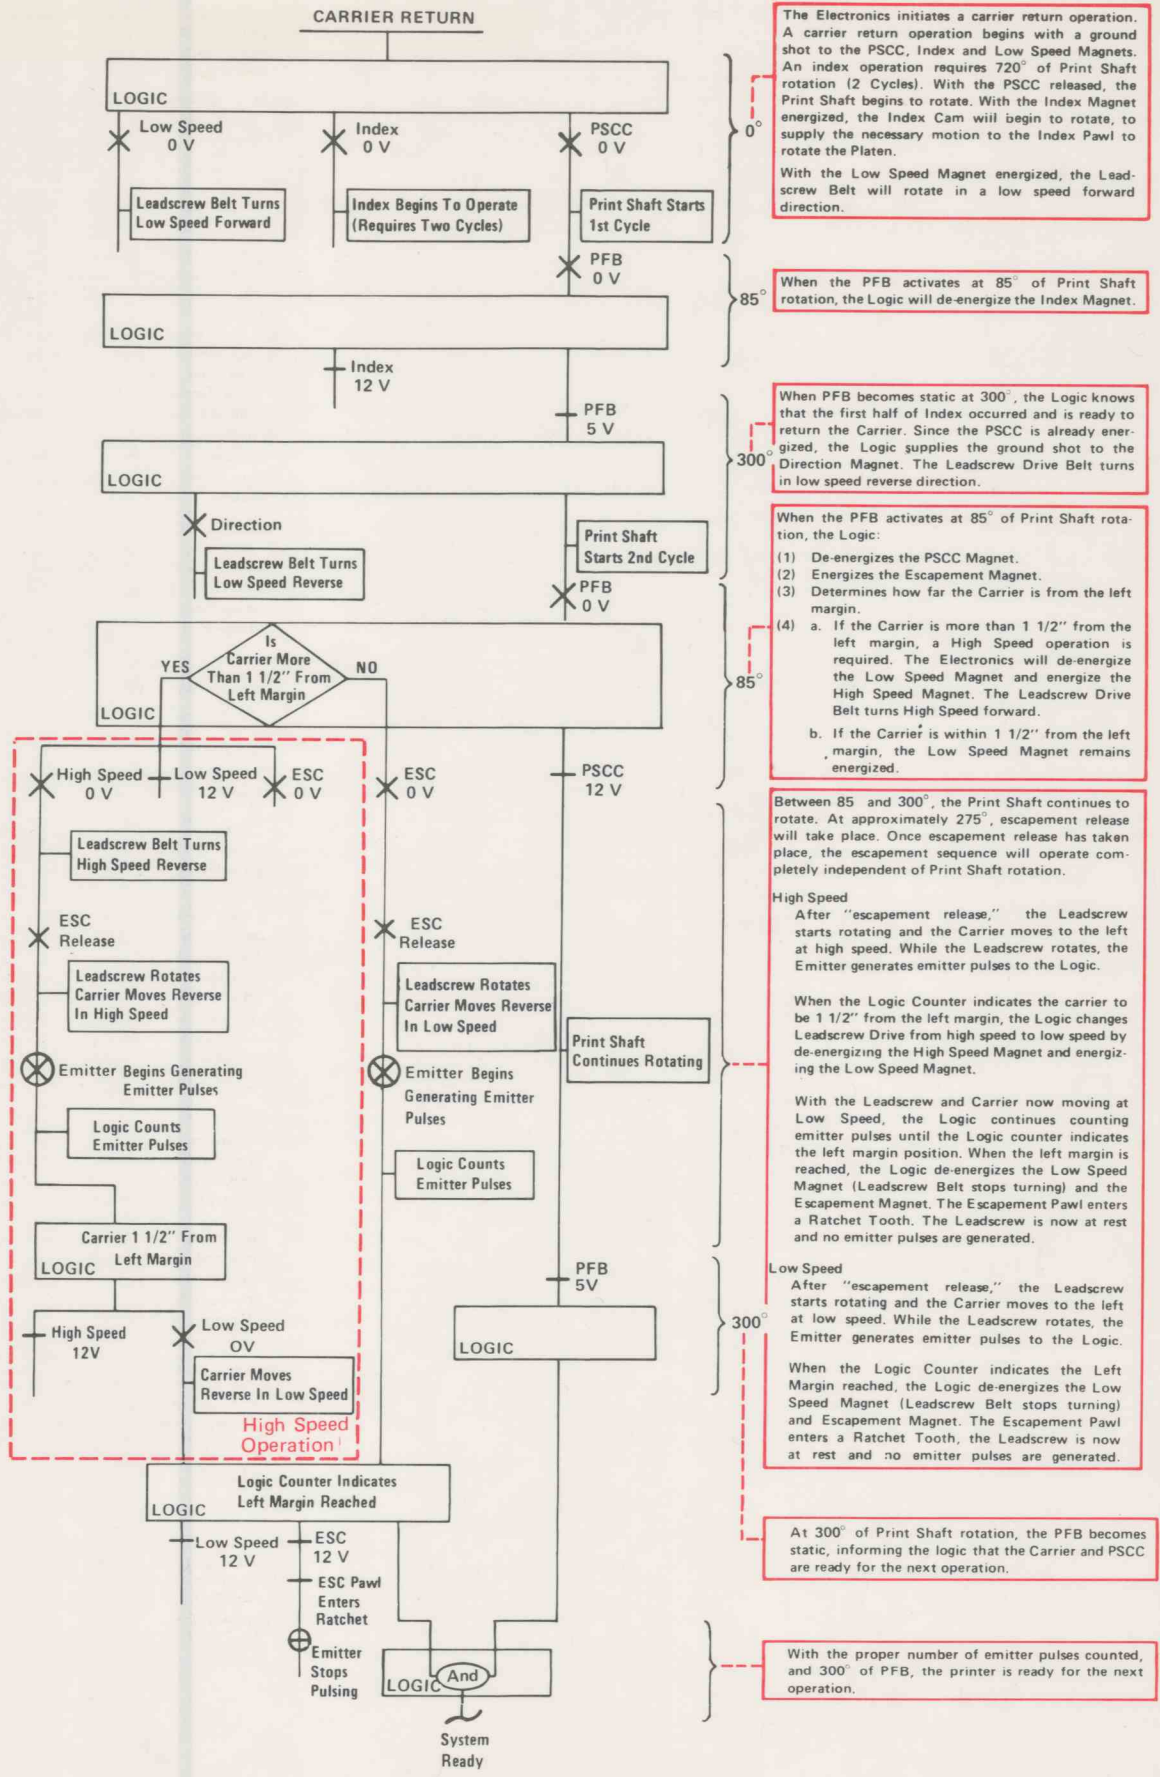 CARRIER RETURN
LOGIC
Low Speed
0 V
Index
0 V
PSCC
0 V
0°
Leadscrew Belt Turns
Low Speed Forward
Index Begins To Operate
(Requires Two Cycles)
Print Shaft Starts
1st Cycle
The Electronics initiates a carrier return operation.
A carrier return operation begins with a ground
shot to the PSCC, Index and Low Speed Magnets.
An index operation requires 720° of Print Shaft
rotation (2 Cycles). With the PSCC released, the
Print Shaft begins to rotate. With the Index Magnet
energized, the Index Cam will begin to rotate, to
supply the necessary motion to the Index Pawl to
rotate the Platen.
With the Low Speed Magnet energized, the Lead-
screw Belt will rotate in a low speed forward
direction.
PFB
0 V
LOGIC
85°
Index
12 V
When the PFB activates at 85° of Print Shaft
rotation, the Logic will de-energize the Index Magnet.
PFB
5 V
LOGIC
300°
Direction
Leadscrew Belt Turns
Low Speed Reverse
Print Shaft
Starts 2nd Cycle
When PFB becomes static at 300°, the Logic knows
that the first half of Index occurred and is ready to
return the Carrier. Since the PSCC is already ener-
gized, the Logic supplies the ground shot to the
Direction Magnet. The Leadscrew Drive Belt turns
in low speed reverse direction.
PFB
0 V
Is
Carrier More
Than 1 1/2" From
Left Margin
YES
NO
LOGIC
85°
High Speed
0 V
Low Speed
12 V
ESC
0 V
ESC
0 V
PSCC
12 V
When the PFB activates at 85° of Print Shaft rota-
tion, the Logic:
(1) De-energizes the PSCC Magnet.
(2) Energizes the Escapement Magnet.
(3) Determines how far the Carrier is from the left
margin.
(4) a. If the Carrier is more than 1 1/2" from the
left margin, a High Speed operation is
required. The Electronics will de-energize
the Low Speed Magnet and energize the
High Speed Magnet. The Leadscrew Drive
Belt turns High Speed forward.
b. If the Carrier is within 1 1/2" from the left
margin, the Low Speed Magnet remains
energized.
Leadscrew Belt Turns
High Speed Reverse
ESC
Release
Leadscrew Rotates
Carrier Moves Reverse
In High Speed
Emitter Begins Generating
Emitter Pulses
Logic Counts
Emitter Pulses
Carrier 1 1/2" From
Left Margin
LOGIC
High Speed
12V
Low Speed
0V
Carrier Moves
Reverse In Low Speed
High Speed
Operation
ESC
Release
Leadscrew Rotates
Carrier Moves Reverse
In Low Speed
Emitter Begins
Generating Emitter
Pulses
Logic Counts
Emitter Pulses
Print Shaft
Continues Rotating
PFB
5V
LOGIC
300°
Between 85 and 300°, the Print Shaft continues to
rotate. At approximately 275°, escapement release
will take place. Once escapement release has taken
place, the escapement sequence will operate com-
pletely independent of Print Shaft rotation.
High Speed
After "escapement release," the Leadscrew
starts rotating and the Carrier moves to the left
at high speed. While the Leadscrew rotates, the
Emitter generates emitter pulses to the Logic.
When the Logic Counter indicates the carrier to
be 1 1/2" from the left margin, the Logic changes
Leadscrew Drive from high speed to low speed by
de-energizing the High Speed Magnet and energiz-
ing the Low Speed Magnet.
With the Leadscrew and Carrier now moving at
Low Speed, the Logic continues counting
emitter pulses until the Logic counter indicates
the left margin position. When the left margin is
reached, the Logic de-energizes the Low Speed
Magnet (Leadscrew Belt stops turning) and the
Escapement Magnet. The Escapement Pawl enters
a Ratchet Tooth. The Leadscrew is now at rest
and no emitter pulses are generated.
Low Speed
After "escapement release," the Leadscrew
starts rotating and the Carrier moves to the left
at low speed. While the Leadscrew rotates, the
Emitter generates emitter pulses to the Logic.
When the Logic Counter indicates the Left
Margin reached, the Logic de-energizes the Low
Speed Magnet (Leadscrew Belt stops turning)
and Escapement Magnet. The Escapement Pawl
enters a Ratchet Tooth, the Leadscrew is now
at rest and no emitter pulses are generated.
Logic Counter Indicates
Left Margin Reached
LOGIC
Low Speed
12 V
ESC
12 V
ESC Pawl
Enters
Ratchet
Emitter
Stops
Pulsing
At 300° of Print Shaft rotation, the PFB becomes
static, informing the logic that the Carrier and PSCC
are ready for the next operation.
LOGIC
And
System
Ready
With the proper number of emitter pulses counted,
and 300° of PFB, the printer is ready for the next
operation.